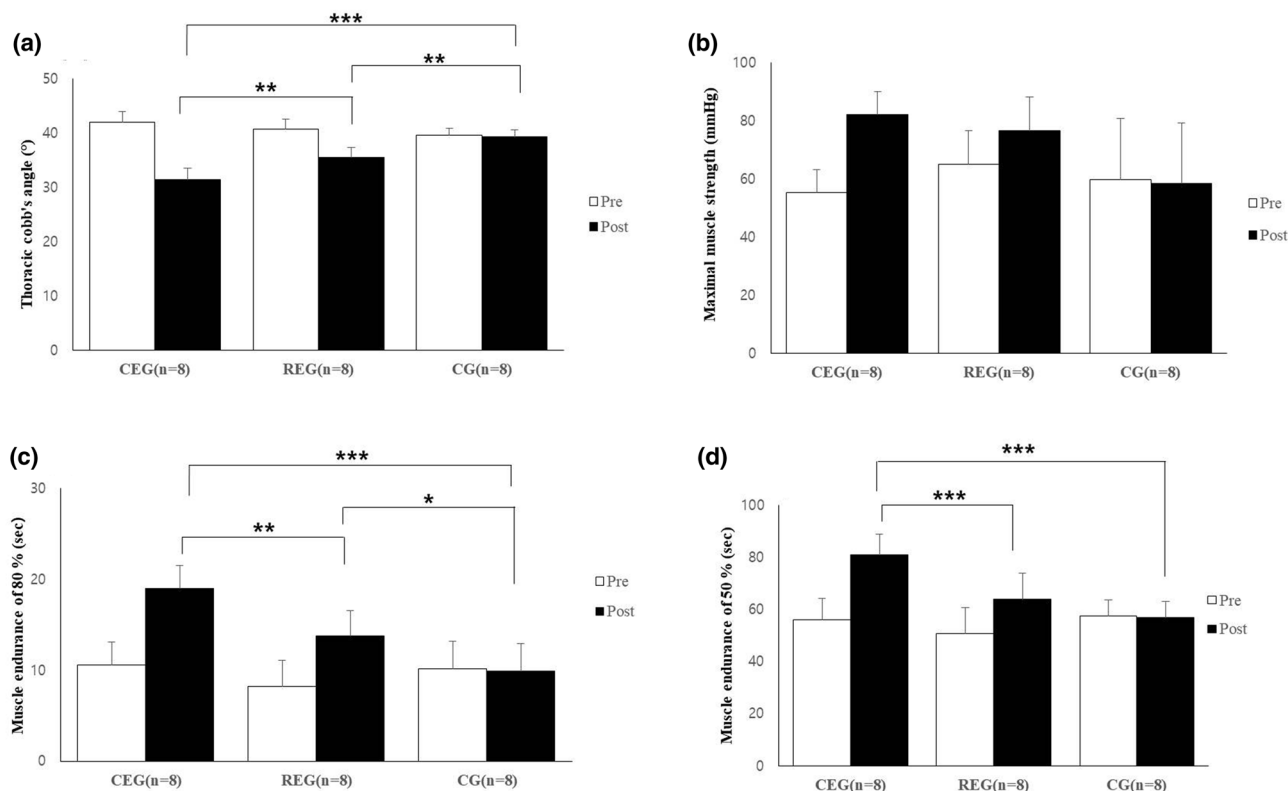 (a)
***
**
**
50
40
30
20
10
0
Thoracic cobb's angle (°)
CEG(n=8) REG(n=8) CG(n=8)
Pre
Post
(b)
100
80
60
40
20
0
Maximal muscle strength (mmHg)
CEG(n=8) REG(n=8) CG(n=8)
Pre
Post
(c)
***
*
**
30
20
10
0
Muscle endurance of 80 % (sec)
CEG(n=8) REG(n=8) CG(n=8)
Pre
Post
(d)
***
***
100
80
60
40
20
0
Muscle endurance of 50 % (sec)
CEG(n=8) REG(n=8) CG(n=8)
Pre
Post